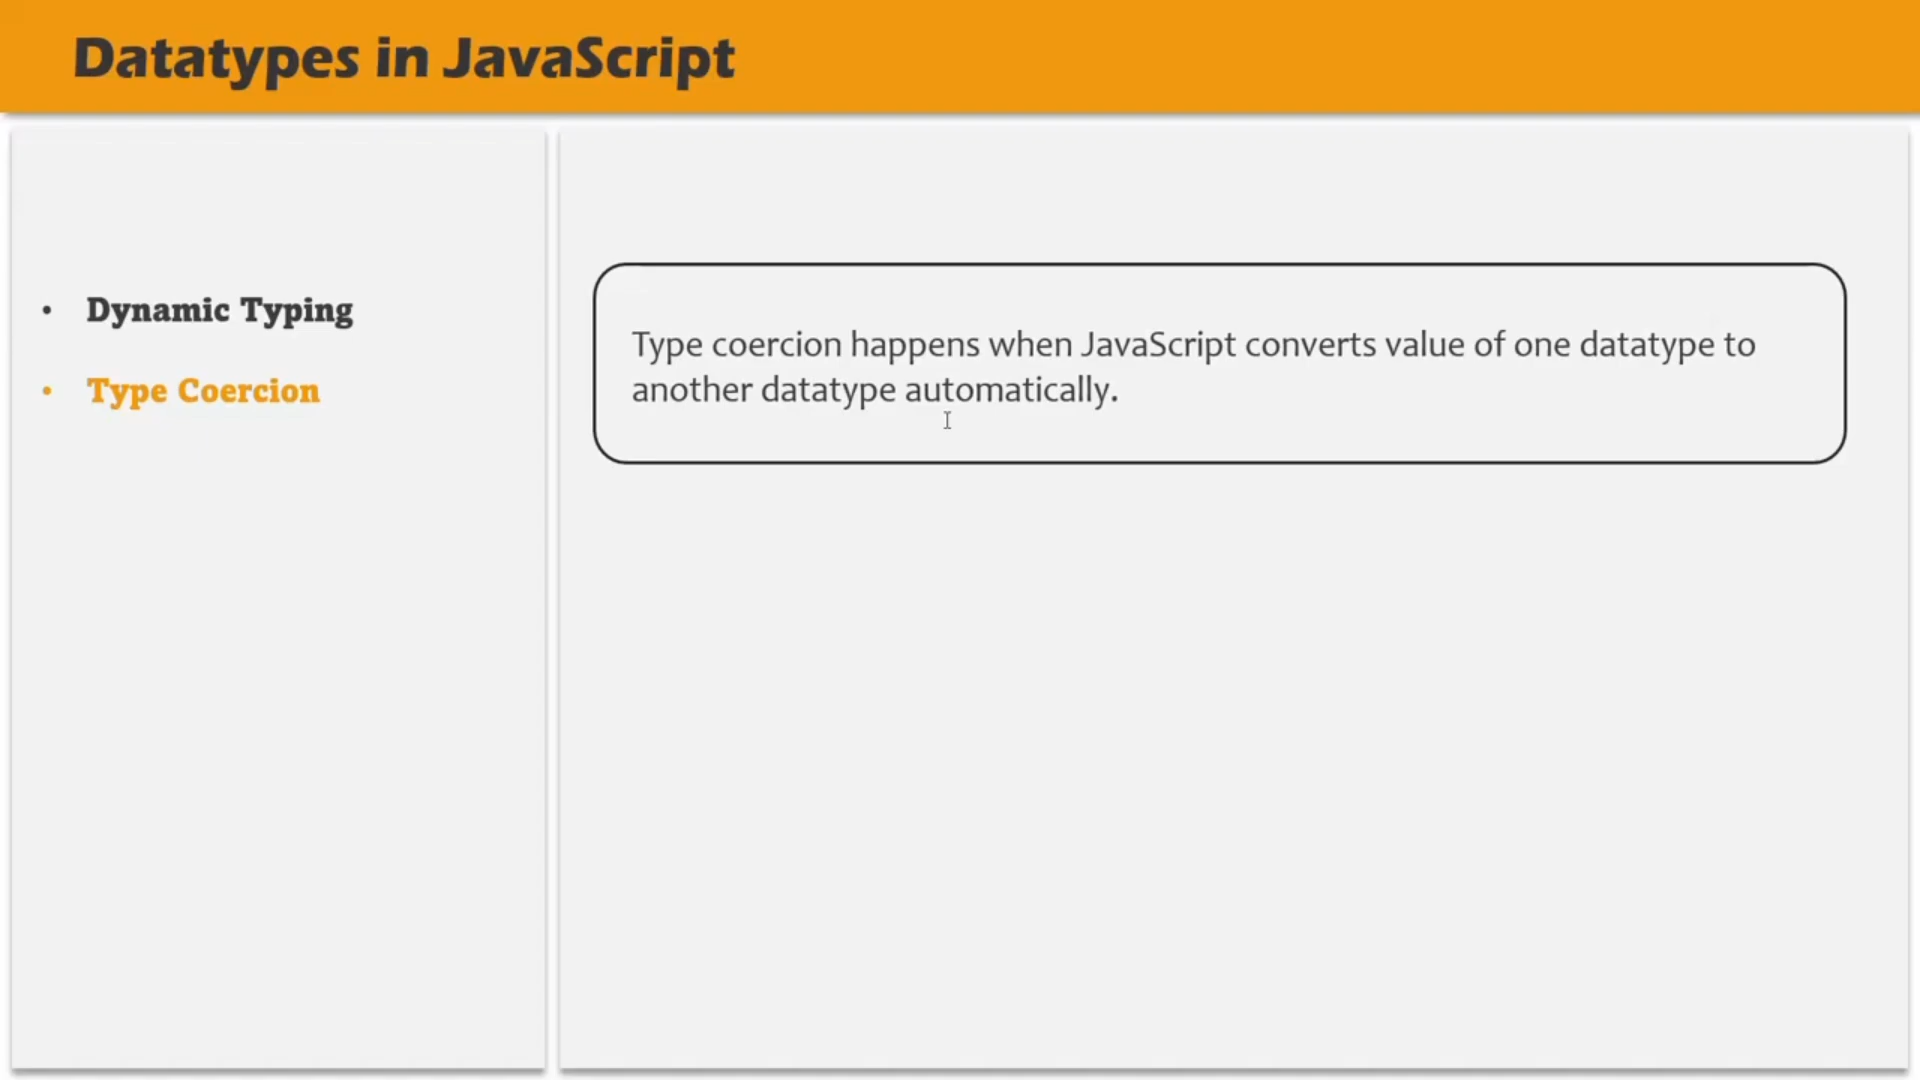 Datatypes in JavaScript
• Dynamic Typing
• Type Coercion
Type coercion happens when JavaScript converts value of one datatype to
another datatype automatically.